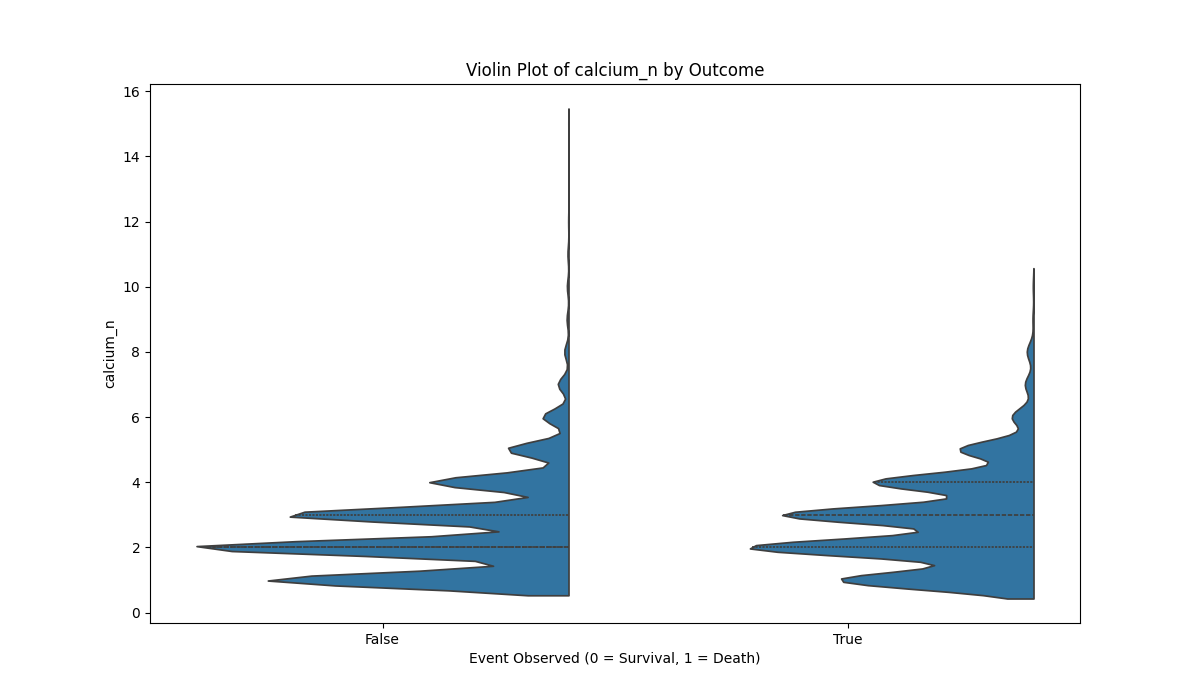 Violin Plot of calcium_n by Outcome
16
14
12
10
8
6
4
2
0
calcium_n
False
True
Event Observed (0 = Survival, 1 = Death)